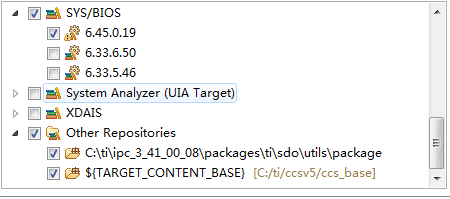 SYS/BIOS
6.45.0.19
6.33.6.50
6.33.5.46
System Analyzer (UIA Target)
XDAIS
Other Repositories
C:\ti\ipc_3_41_00_08\packages\ti\sdo\utils\package
${TARGET_CONTENT_BASE} [C:/ti/ccsv5/ccs_base]